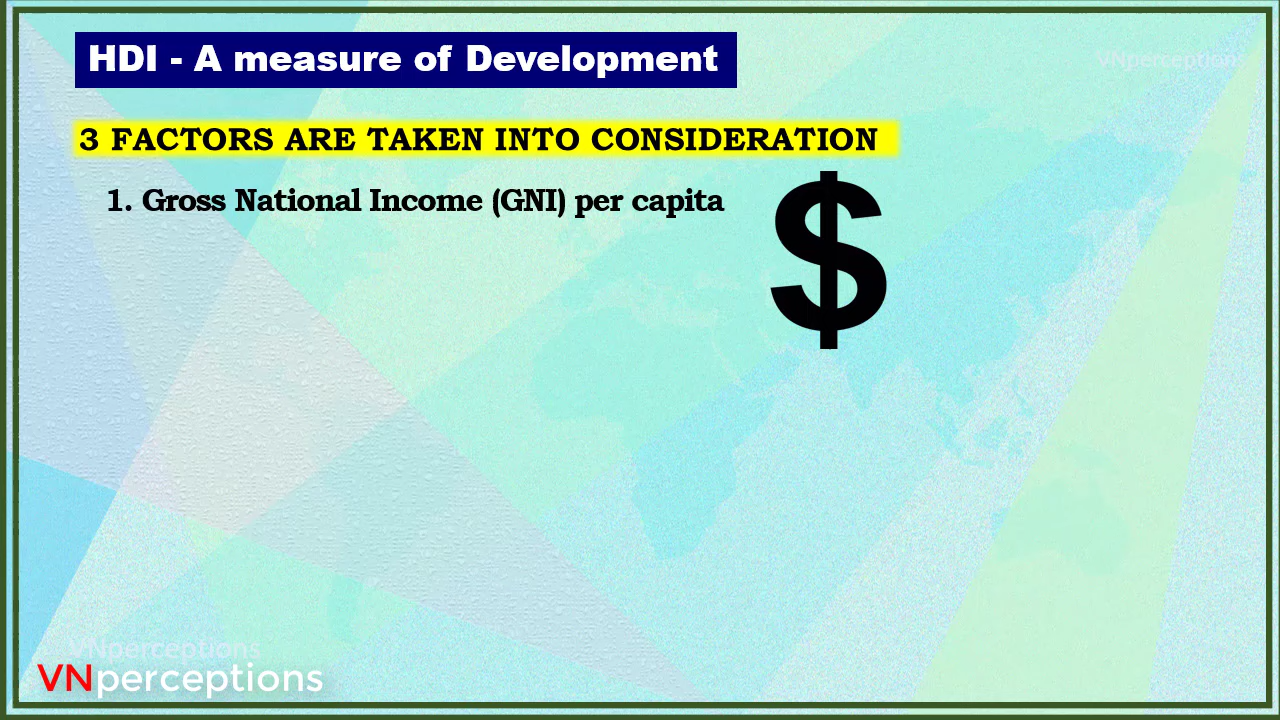 HDI - A measure of Development
VNperception
3 FACTORS ARE TAKEN INTO CONSIDERATION
1. Gross National Income (GNI) per capita
$
VNperceptions
VNperceptions